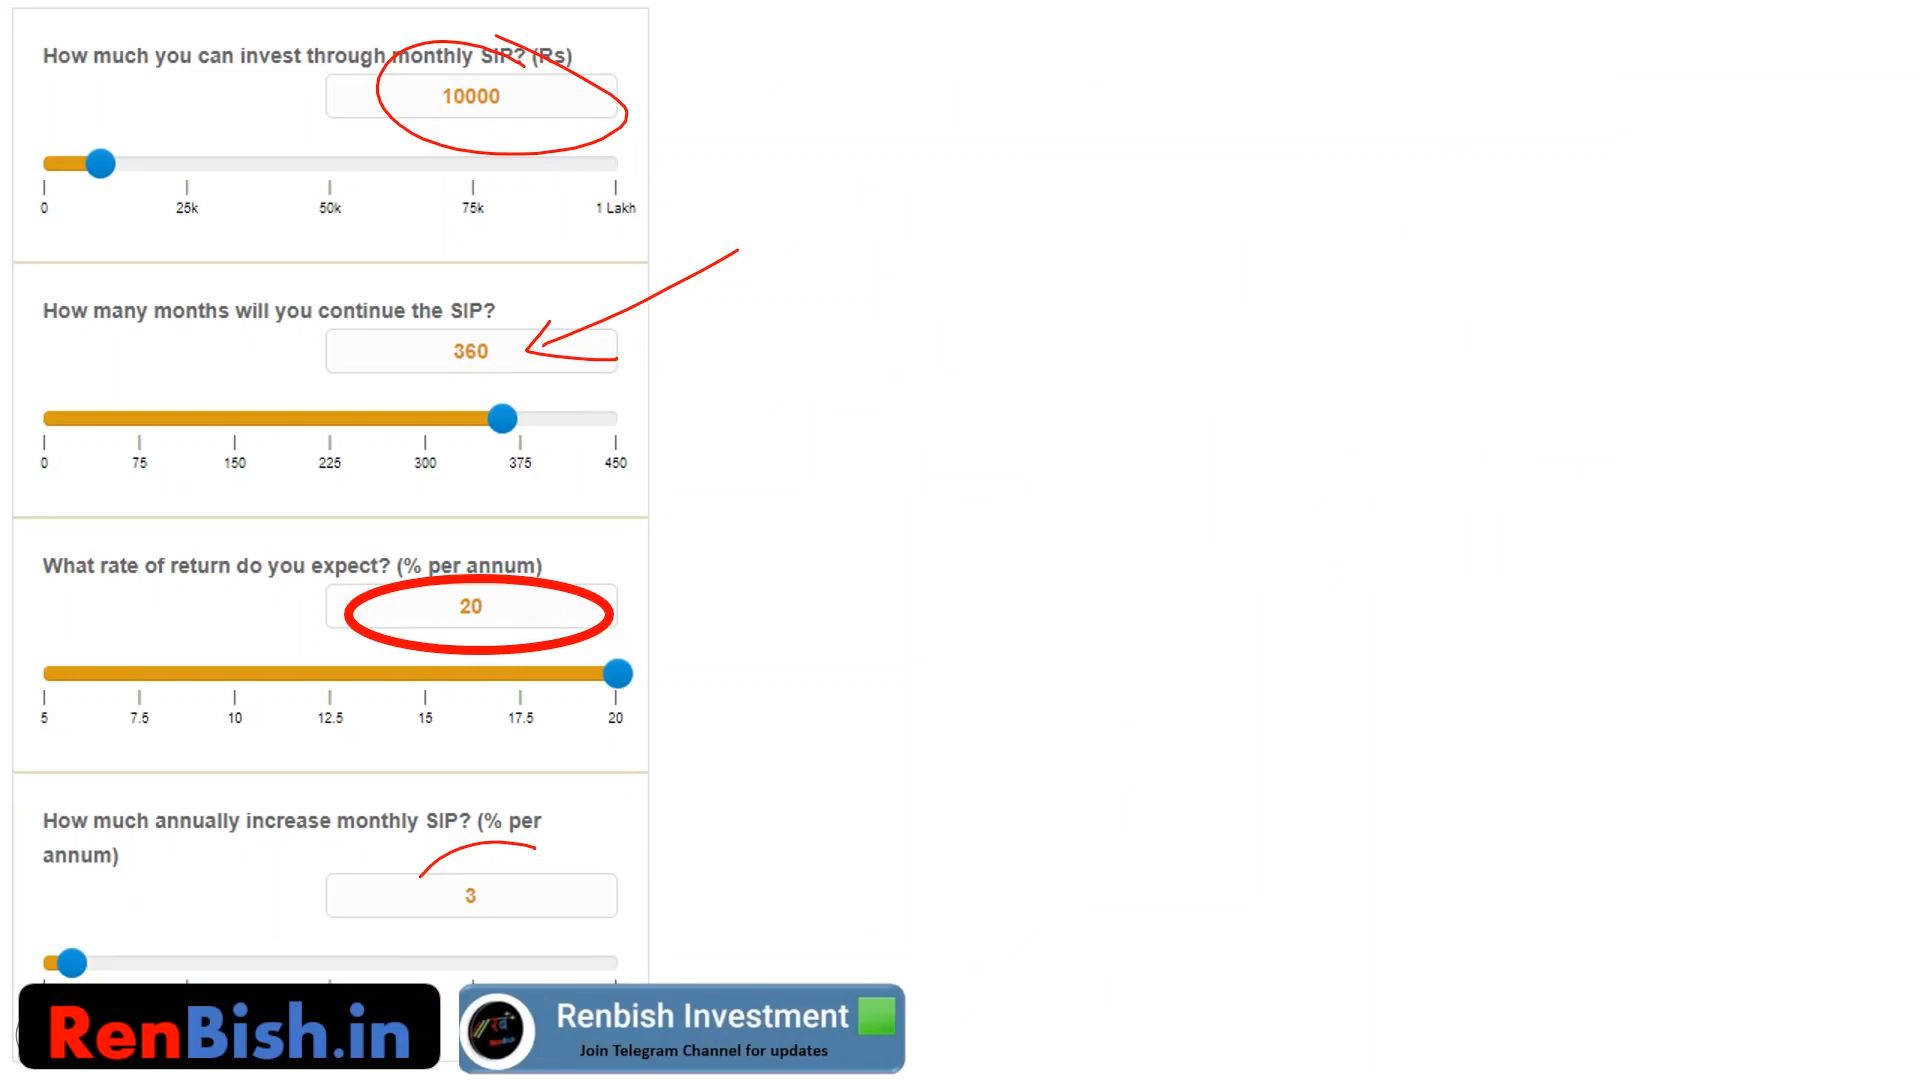 How much you can invest through monthly SIP? (Rs)
10000
0 25k 50k 75k 1 Lakh
How many months will you continue the SIP?
360
0 75 150 225 300 375 450
What rate of return do you expect? (% per annum)
20
5 7.5 10 12.5 15 17.5 20
How much annually increase monthly SIP? (% per
annum)
3
RenBish.in
Renbish Investment
Join Telegram Channel for updates